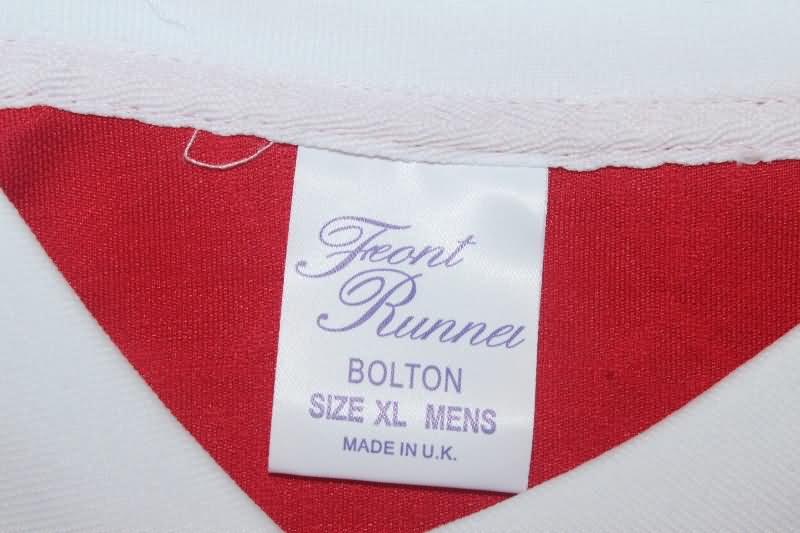 Front
Runner
BOLTON
SIZE XL MENS
MADE IN U.K.